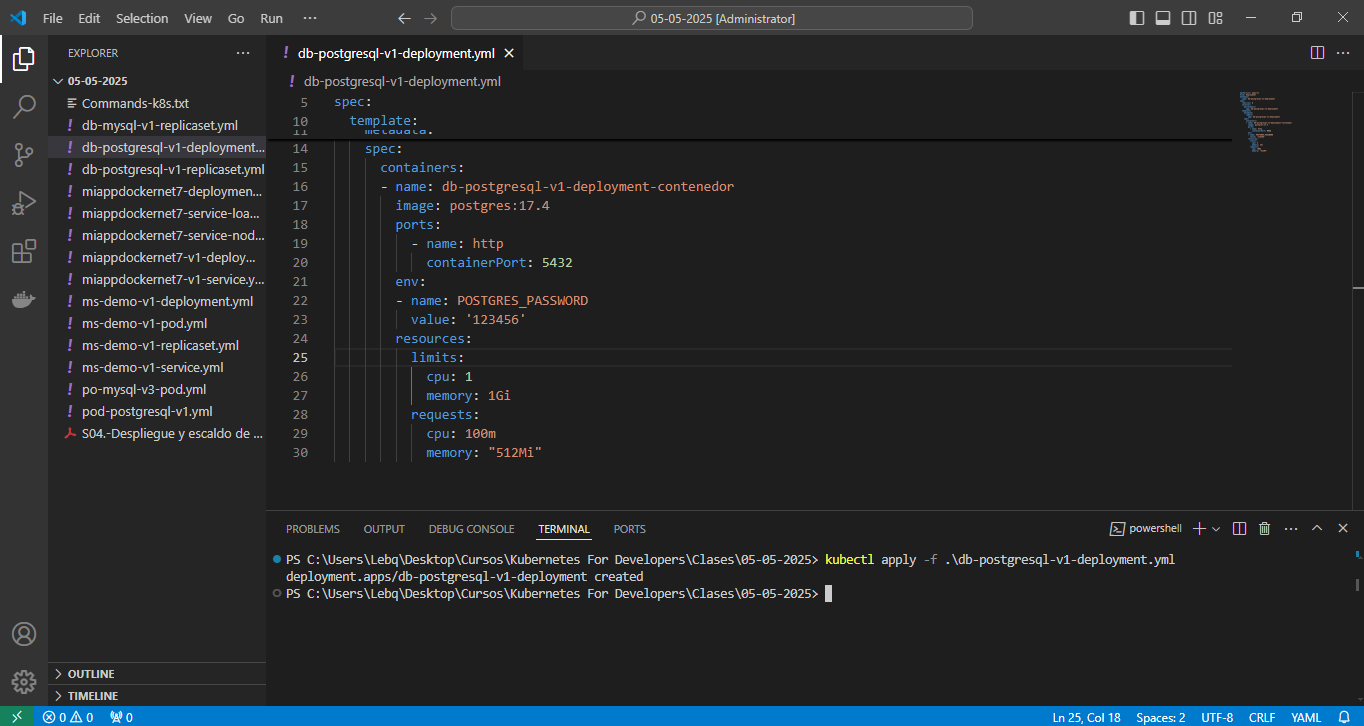 File Edit Selection View Go Run ···
05-05-2025 [Administrator]
EXPLORER ···
05-05-2025
Commands-k8s.txt
! db-mysql-v1-replicaset.yml
! db-postgresql-v1-deployment...
! db-postgresql-v1-replicaset.yml
! miappdockernet7-deploymen...
! miappdockernet7-service-loa...
! miappdockernet7-service-nod...
! miappdockernet7-v1-deploy...
! miappdockernet7-v1-service.y...
! ms-demo-v1-deployment.yml
! ms-demo-v1-pod.yml
! ms-demo-v1-replicaset.yml
! ms-demo-v1-service.yml
! po-mysql-v3-pod.yml
! pod-postgresql-v1.yml
S04.-Despliegue y escaldo de ...
OUTLINE
TIMELINE
! db-postgresql-v1-deployment.yml
! db-postgresql-v1-deployment.yml
5 spec:
10 template:
11 metadata:
14 spec:
15 containers:
16 - name: db-postgresql-v1-deployment-contenedor
17 image: postgres:17.4
18 ports:
19 - name: http
20 containerPort: 5432
21 env:
22 - name: POSTGRES_PASSWORD
23 value: '123456'
24 resources:
25 limits:
26 cpu: 1
27 memory: 1Gi
28 requests:
29 cpu: 100m
30 memory: "512Mi"
PROBLEMS OUTPUT DEBUG CONSOLE TERMINAL PORTS
powershell
PS C:\Users\Lebq\Desktop\Cursos\Kubernetes For Developers\Clases\05-05-2025> kubectl apply -f .\db-postgresql-v1-deployment.yml
deployment.apps/db-postgresql-v1-deployment created
PS C:\Users\Lebq\Desktop\Cursos\Kubernetes For Developers\Clases\05-05-2025>
0 0 0
Ln 25, Col 18 Spaces: 2 UTF-8 CRLF YAML